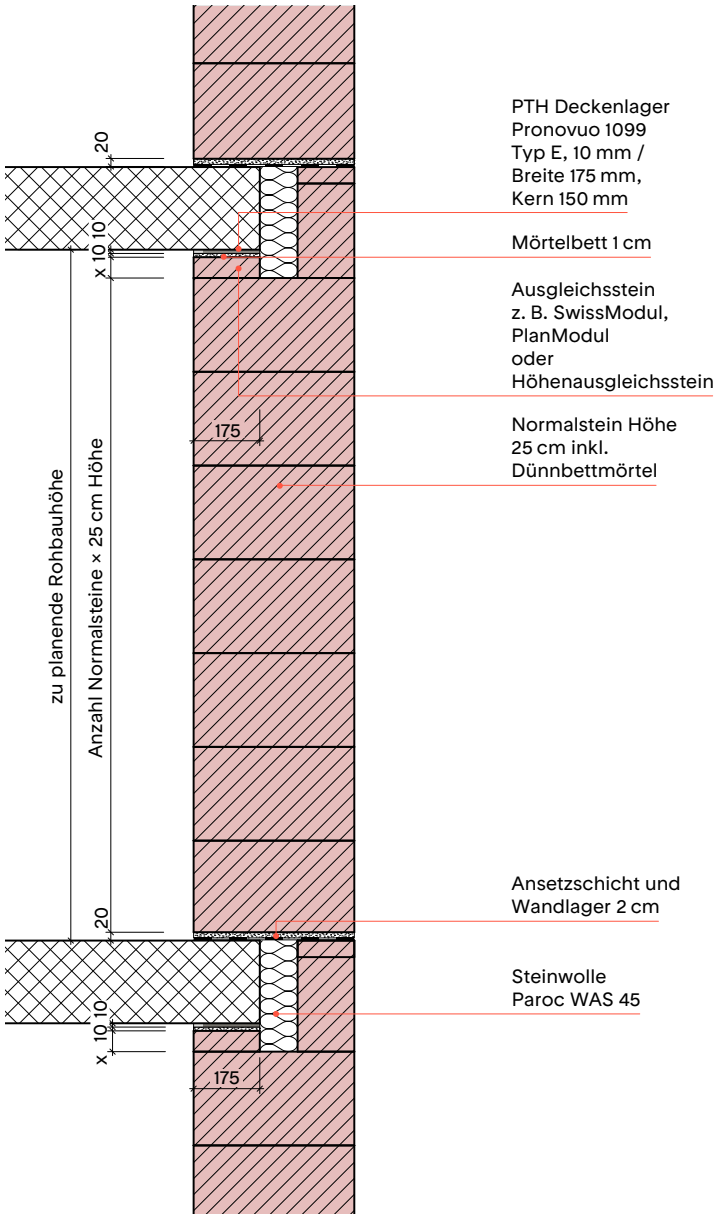 PTH Deckenlager
Pronovuo 1099
Typ E, 10 mm /
Breite 175 mm,
Kern 150 mm
Mörtelbett 1 cm
Ausgleichsstein
z. B. SwissModul,
PlanModul
oder
Höhenausgleichsstein
Normalstein Höhe
25 cm inkl.
Dünnbettmörtel
Ansetzschicht und
Wandlager 2 cm
Steinwolle
Paroc WAS 45
20
x 10 10
175
zu planende Rohbauhöhe
Anzahl Normalsteine × 25 cm Höhe
20
x 10 10
175